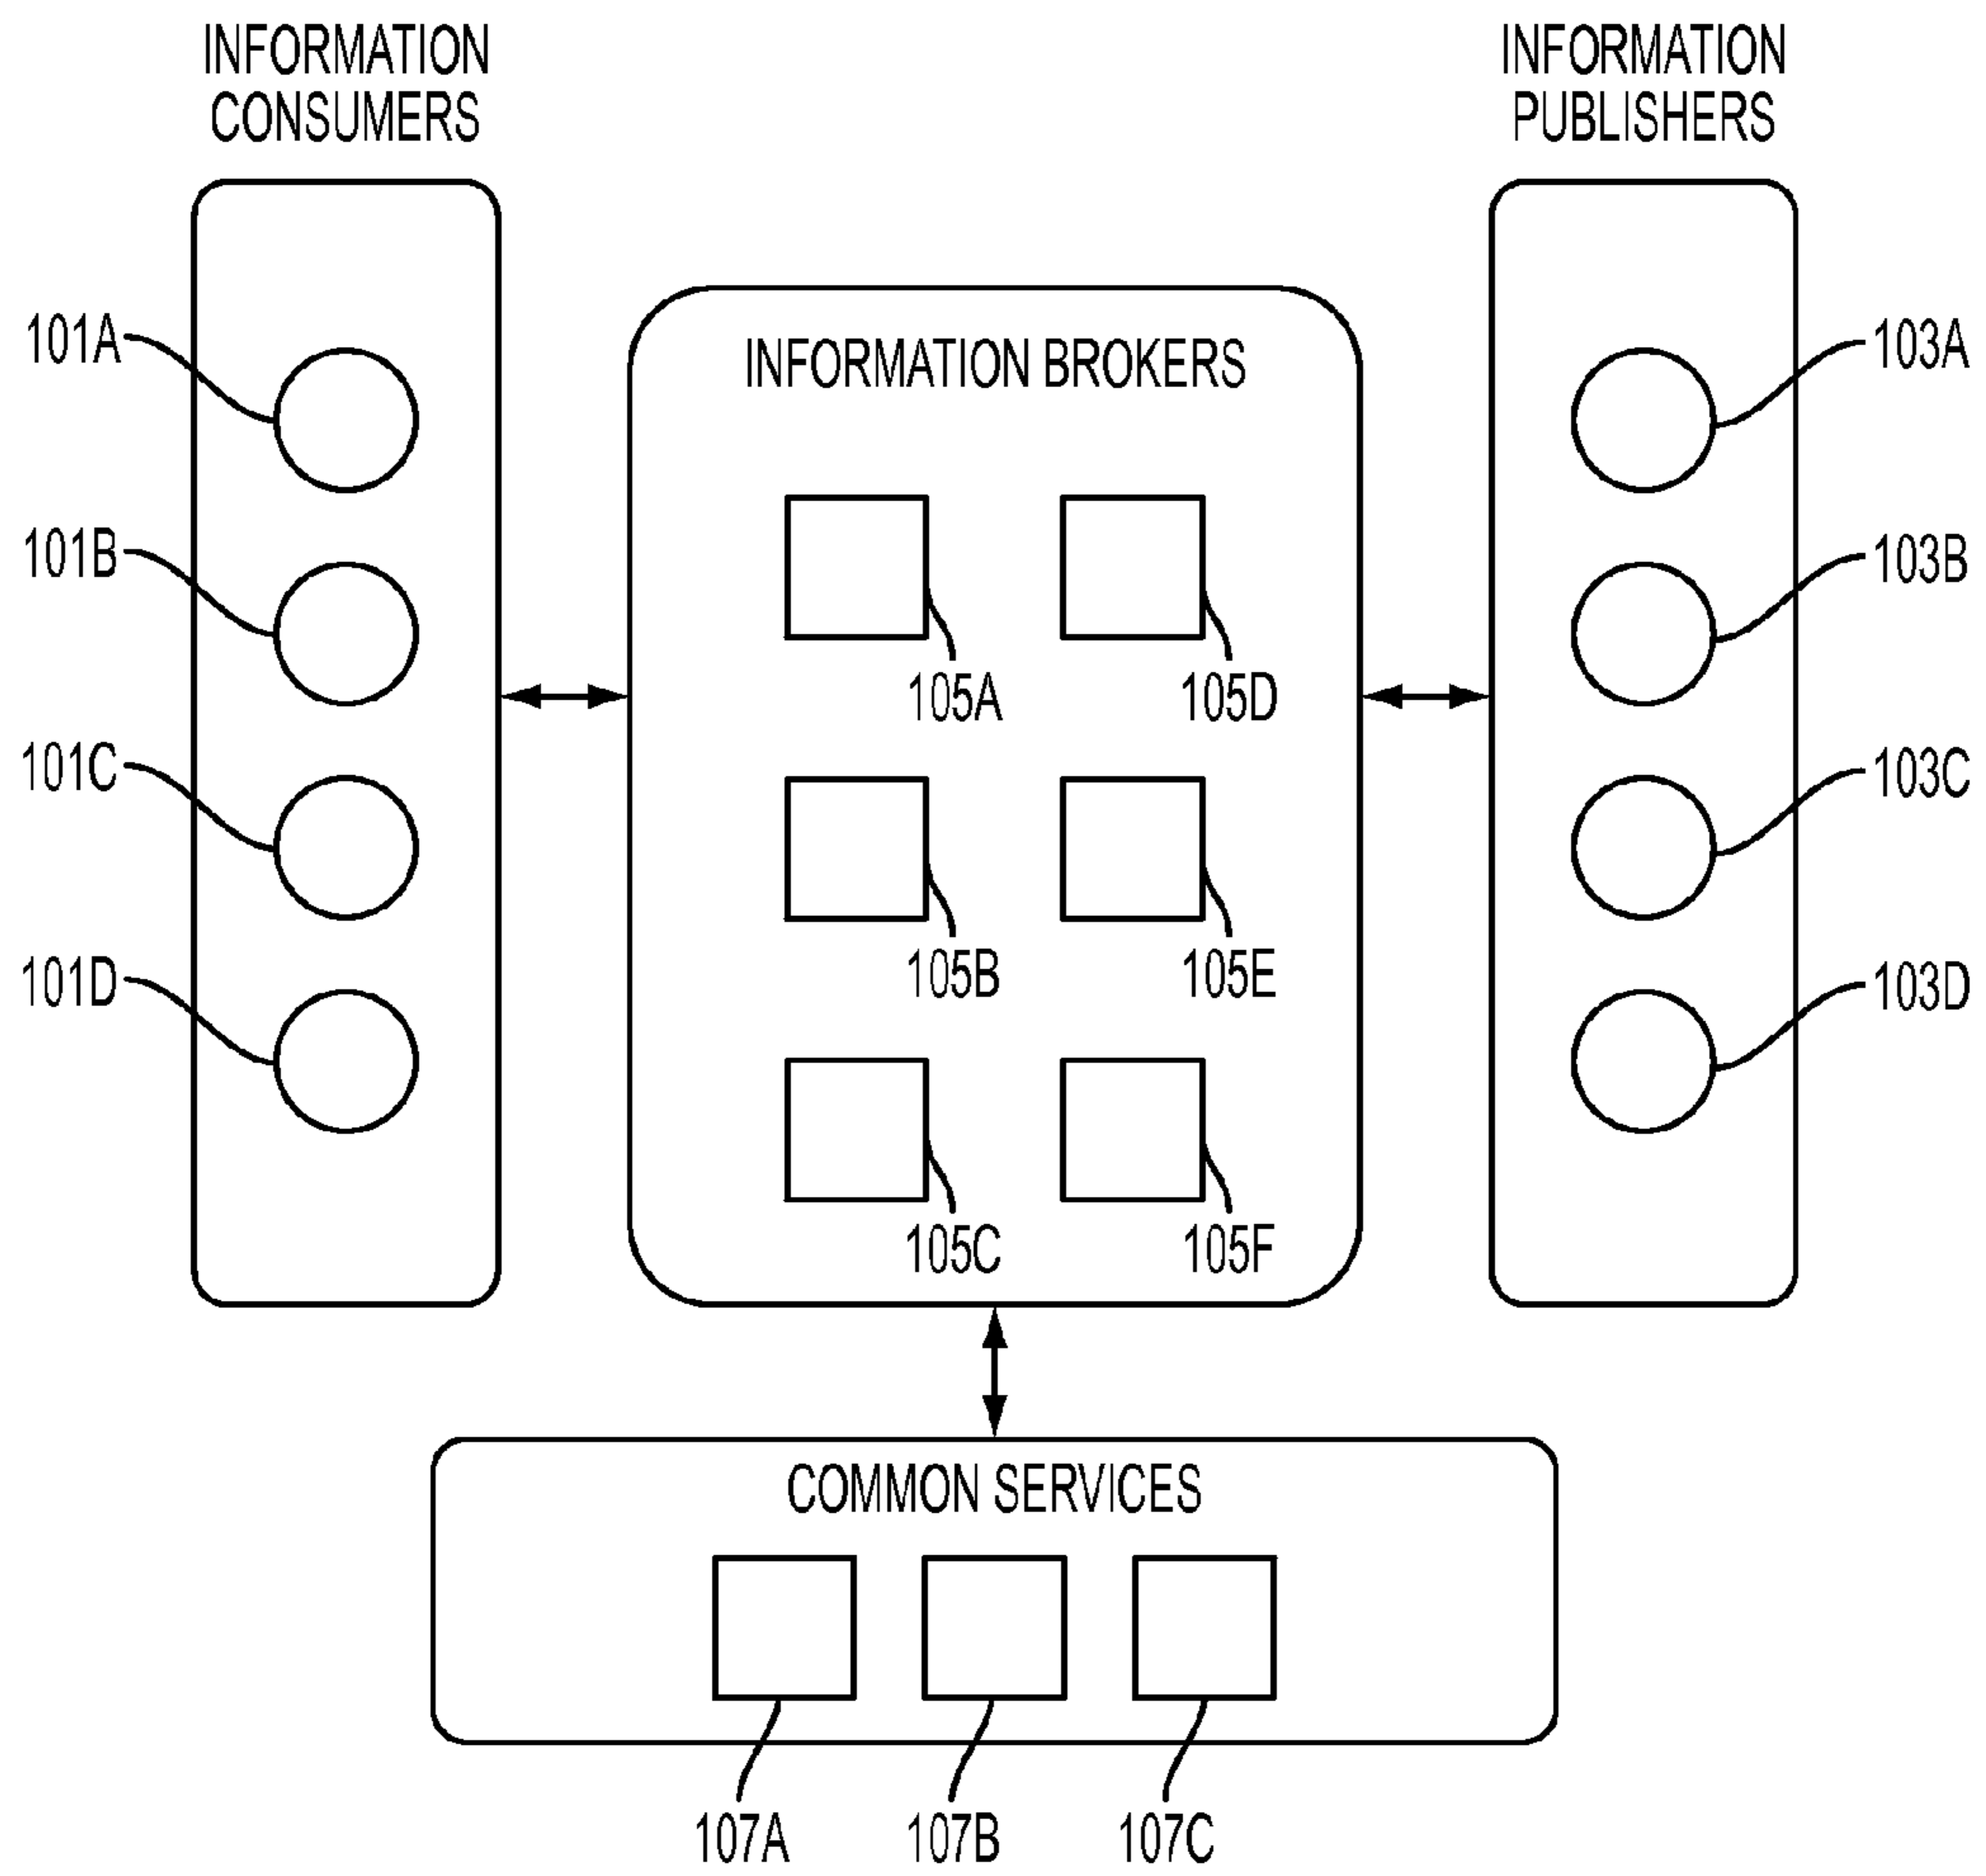 INFORMATION
CONSUMERS
INFORMATION
PUBLISHERS
INFORMATION BROKERS
101A
101B
101C
101D
105A
105D
105B
105E
105C
105F
103A
103B
103C
103D
COMMON SERVICES
107A
107B
107C